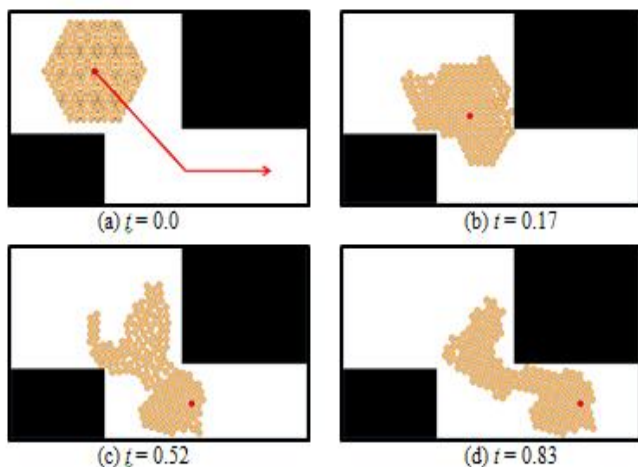 (a) t = 0.0
(b) t = 0.17
(c) t = 0.52
(d) t = 0.83